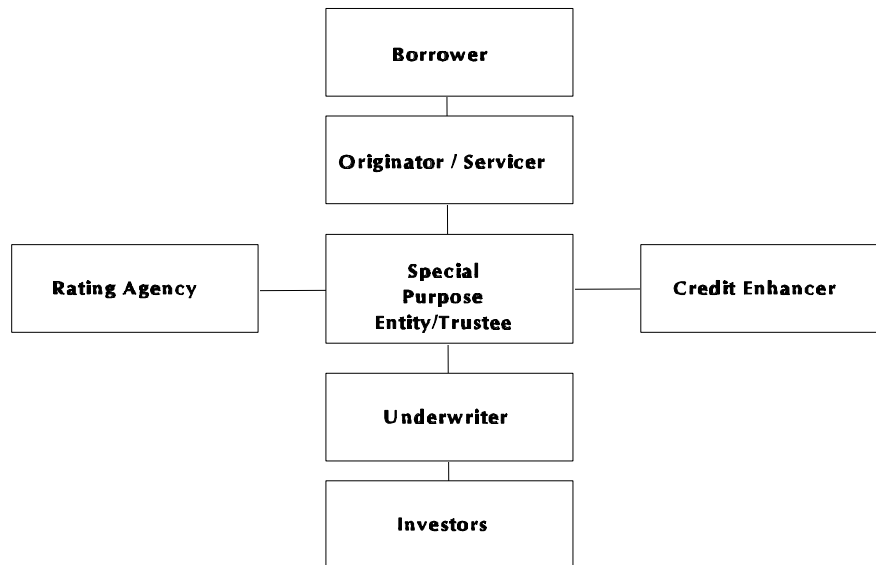 Borrower
Originator / Servicer
Rating Agency
Special
Purpose
Entity/Trustee
Credit Enhancer
Underwriter
Investors